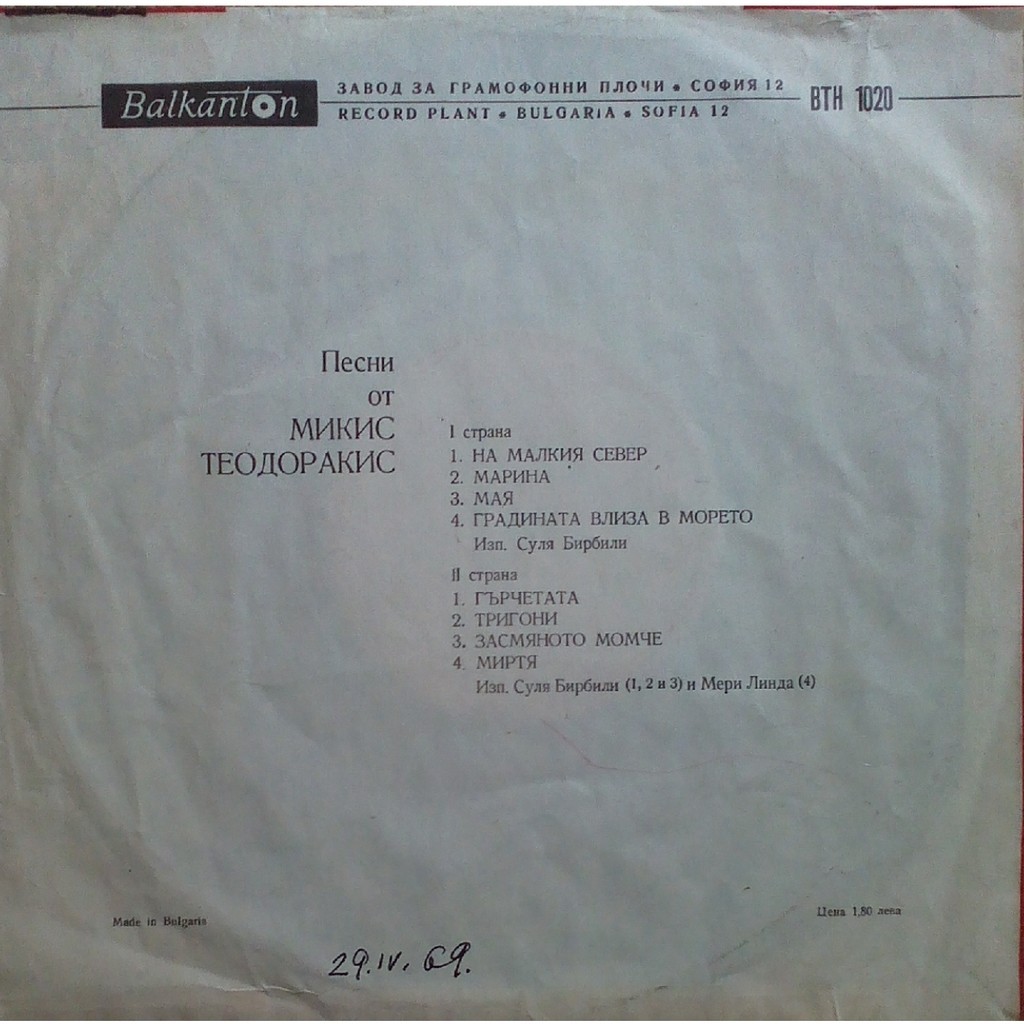 Balkanton
ЗАВОД ЗА ГРАМОФОННИ ПЛОЧИ • СОФИЯ 12
RECORD PLANT • BULGARIA • SOFIA 12
ВТН 1020
Песни
от
МИКИС
ТЕОДОРАКИС
I страна
1. НА МАЛКИЯ СЕВЕР
2. МАРИНА
3. МАЯ
4. ГРАДИНАТА ВЛИЗА В МОРЕТО
Изп. Суля Бирбили
II страна
1. ГЪРЧЕТАТА
2. ТРИГОНИ
3. ЗАСМЯНОТО МОМЧЕ
4. МИРТЯ
Изп. Суля Бирбили (1, 2 и 3) и Мери Линда (4)
Made in Bulgaria
Цена 1,80 лева
29.IV. 69.